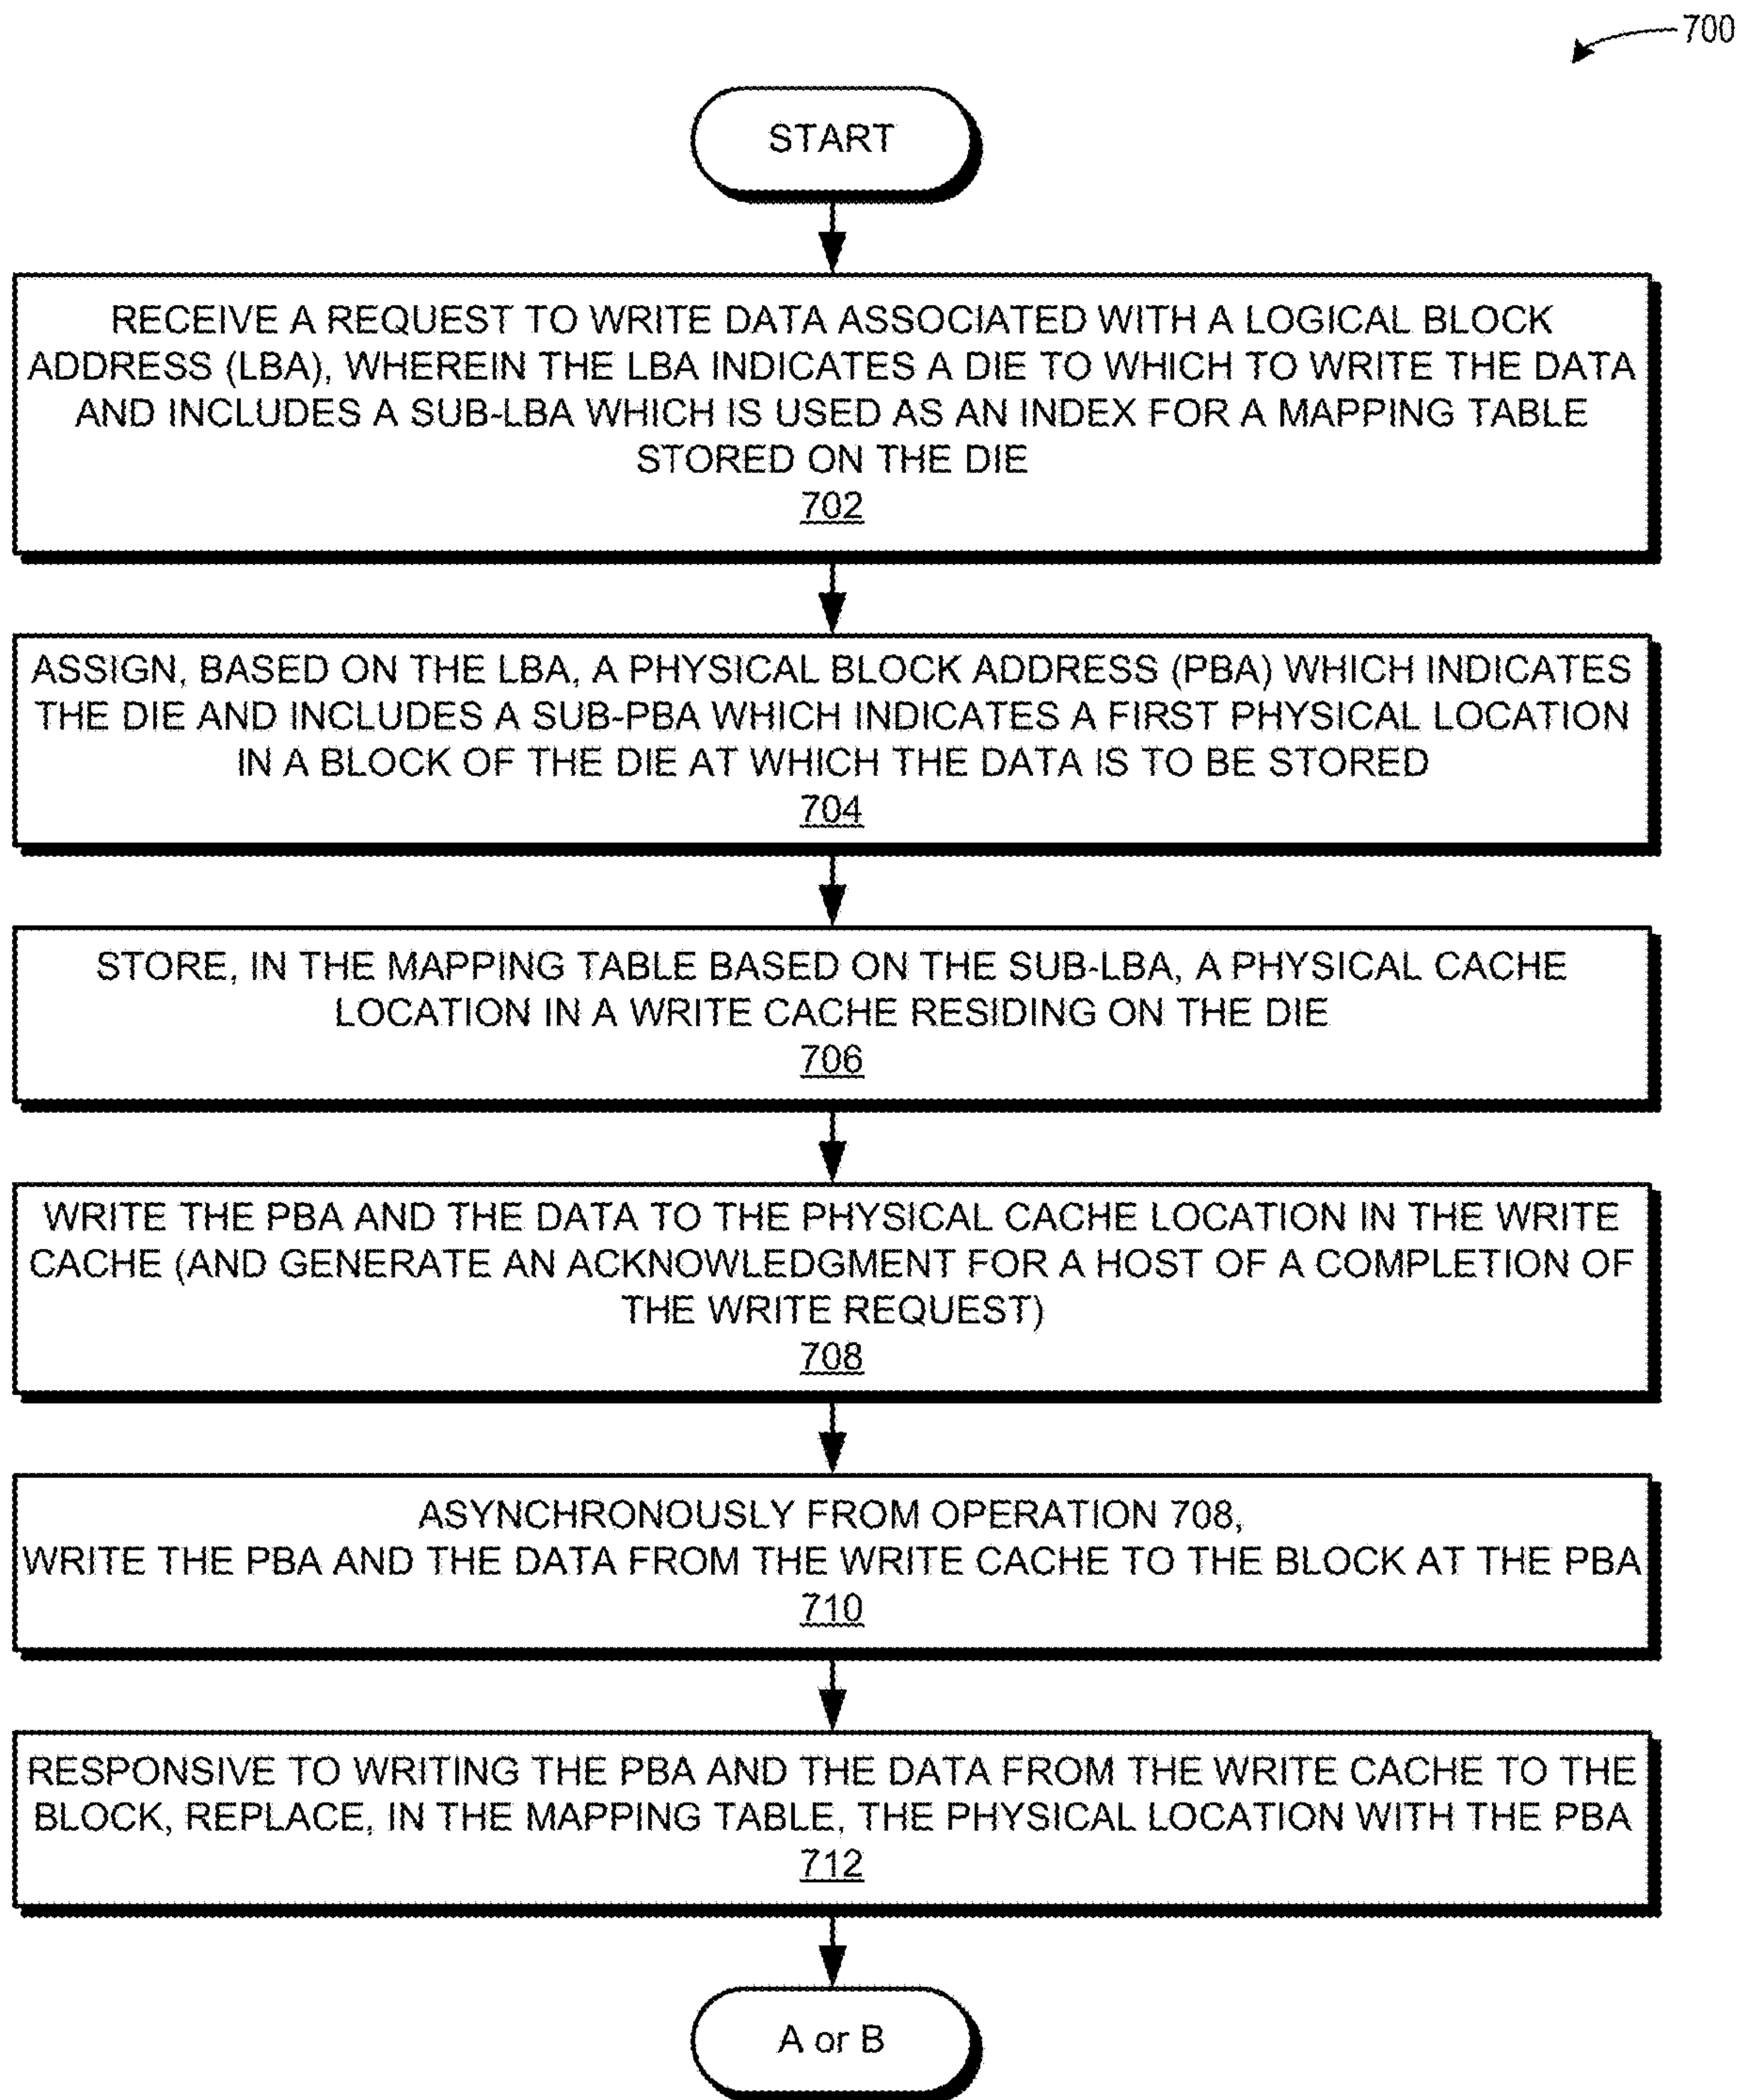 700
START
RECEIVE A REQUEST TO WRITE DATA ASSOCIATED WITH A LOGICAL BLOCK
ADDRESS (LBA), WHEREIN THE LBA INDICATES A DIE TO WHICH TO WRITE THE DATA
AND INCLUDES A SUB-LBA WHICH IS USED AS AN INDEX FOR A MAPPING TABLE
STORED ON THE DIE
702
ASSIGN, BASED ON THE LBA, A PHYSICAL BLOCK ADDRESS (PBA) WHICH INDICATES
THE DIE AND INCLUDES A SUB-PBA WHICH INDICATES A FIRST PHYSICAL LOCATION
IN A BLOCK OF THE DIE AT WHICH THE DATA IS TO BE STORED
704
STORE, IN THE MAPPING TABLE BASED ON THE SUB-LBA, A PHYSICAL CACHE
LOCATION IN A WRITE CACHE RESIDING ON THE DIE
706
WRITE THE PBA AND THE DATA TO THE PHYSICAL CACHE LOCATION IN THE WRITE
CACHE (AND GENERATE AN ACKNOWLEDGMENT FOR A HOST OF A COMPLETION OF
THE WRITE REQUEST)
708
ASYNCHRONOUSLY FROM OPERATION 708,
WRITE THE PBA AND THE DATA FROM THE WRITE CACHE TO THE BLOCK AT THE PBA
710
RESPONSIVE TO WRITING THE PBA AND THE DATA FROM THE WRITE CACHE TO THE
BLOCK, REPLACE, IN THE MAPPING TABLE, THE PHYSICAL LOCATION WITH THE PBA
712
A or B